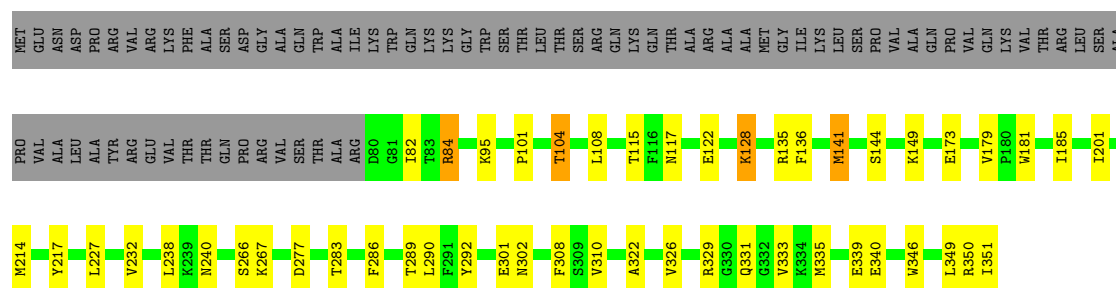 MET GLU ASN ASP PRO ARG VAL ARG LYS PHE ALA SER ASP GLY ALA GLN TRP ALA ILE LYS TRP GLN LYS LYS GLY TRP SER THR LEU THR SER ARG GLN LYS GLN THR ALA ARG ALA ALA MET GLY ILE LYS LEU SER PRO VAL ALA GLN PRO VAL GLN LYS VAL THR ARG LEU SER ALA
PRO VAL ALA LEU ALA TYR ARG GLU VAL THR THR GLN PRO ARG VAL SER THR ALA ARG D80 G81 I82 T83 R84 K95 P101 T104 L108 T115 F116 N117 E122 K128 R135 F136 M141 S144 K149 E173 V179 P180 W181 I185 I201
M214 Y217 L227 V232 L238 K239 N240 S266 K267 D277 T283 F286 T289 L290 F291 Y292 E301 N302 F308 S309 V310 A322 V326 R329 G330 Q331 G332 V333 K334 M335 E339 E340 W346 L349 R350 I351